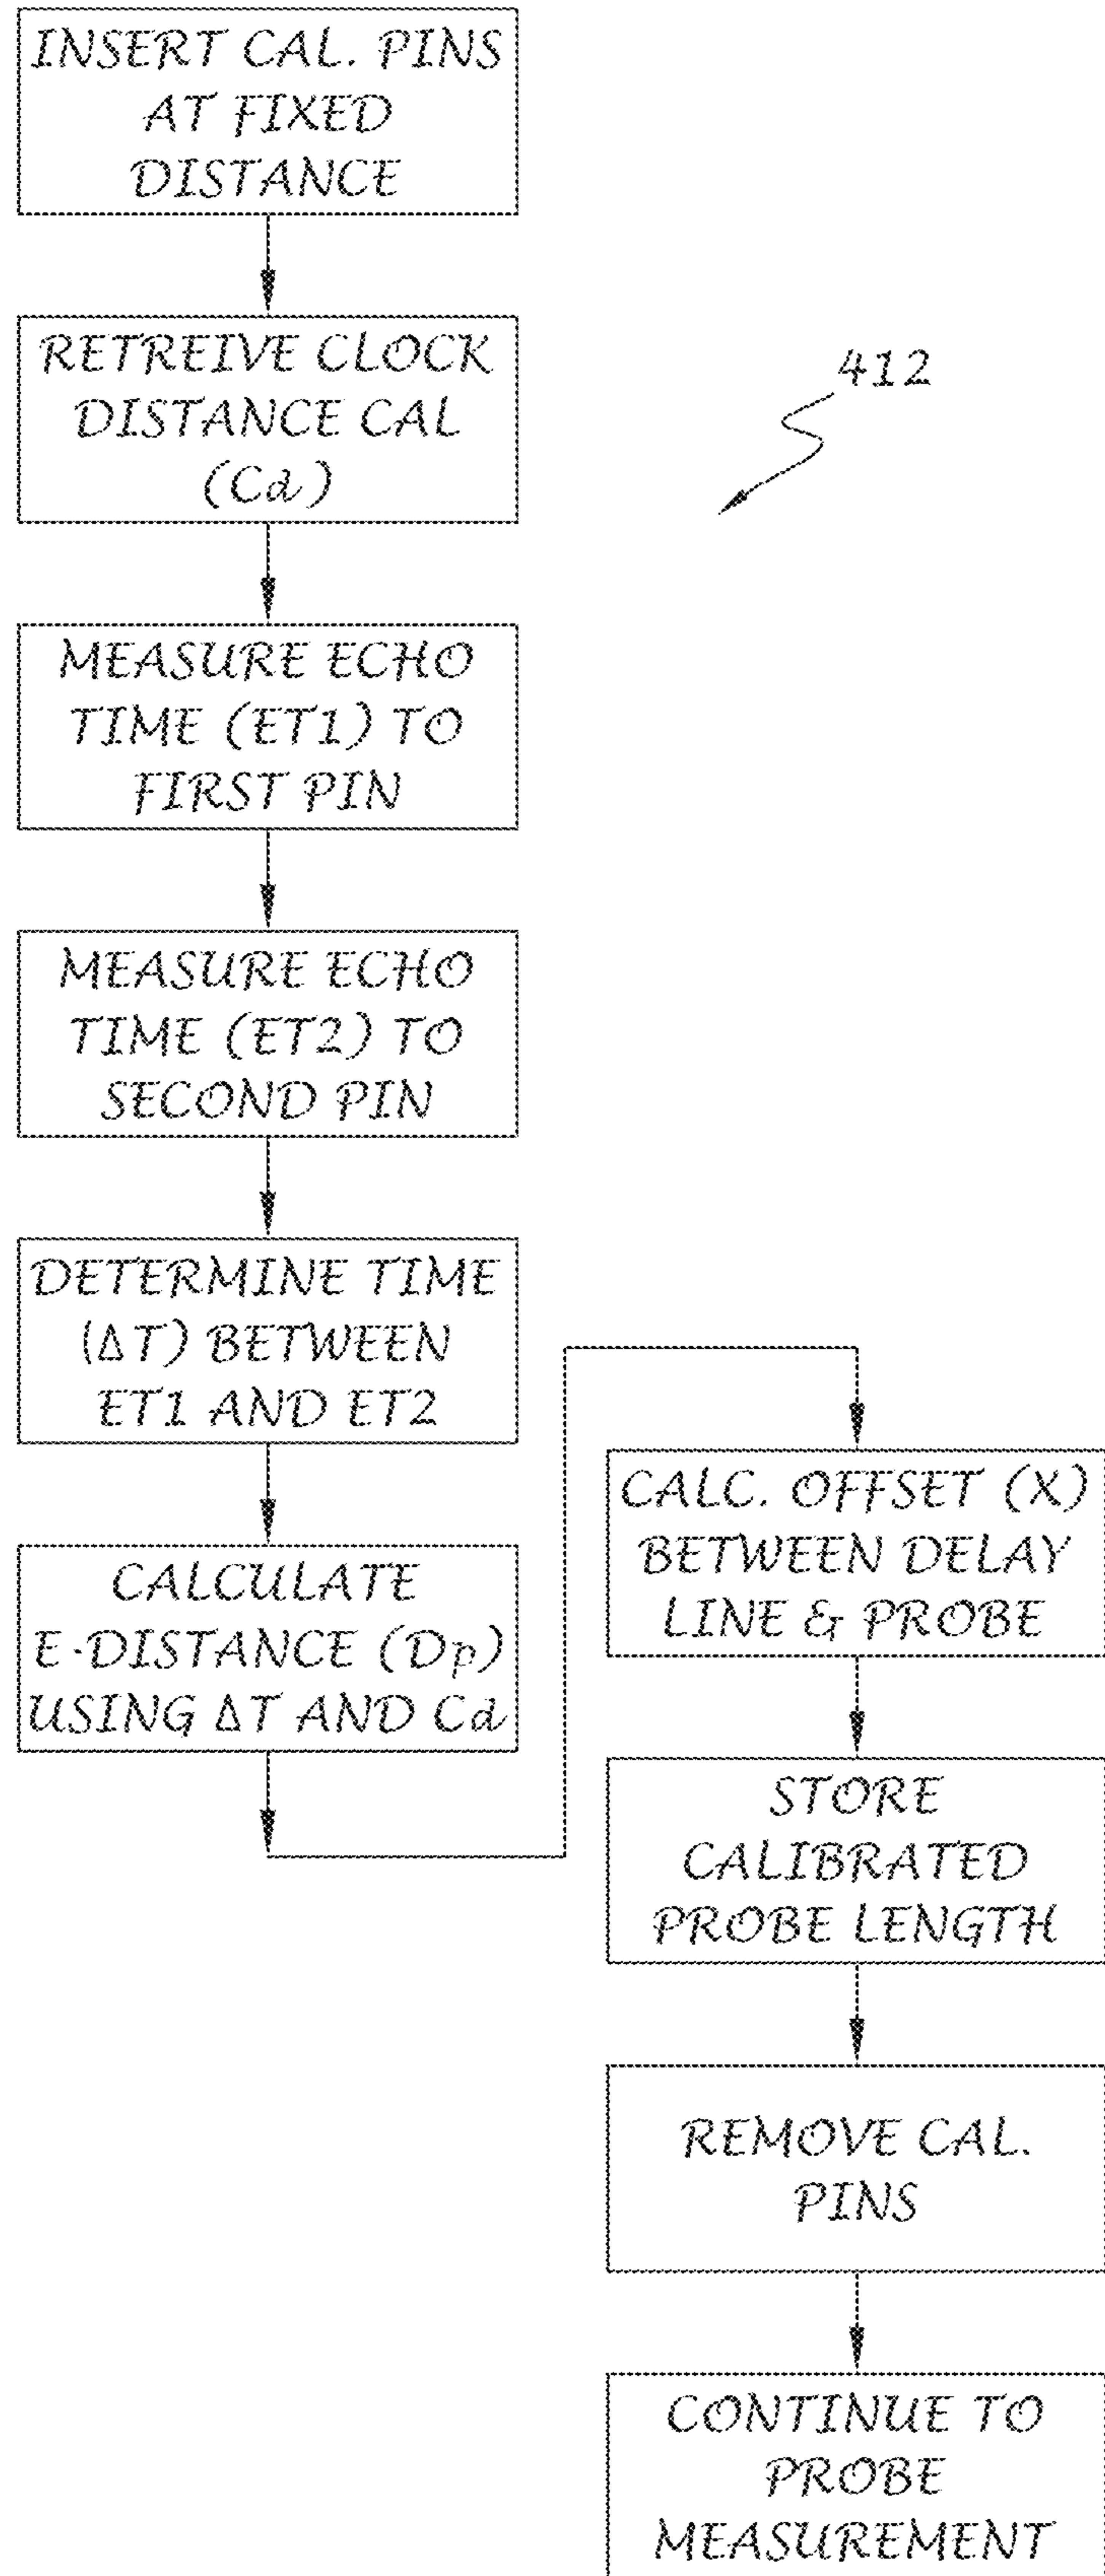 INSERT CAL. PINS
AT FIXED
DISTANCE
RETREIVE CLOCK
DISTANCE CAL
(Cd)
412
MEASURE ECHO
TIME (ET1) TO
FIRST PIN
MEASURE ECHO
TIME (ET2) TO
SECOND PIN
DETERMINE TIME
(ΔT) BETWEEN
ET1 AND ET2
CALCULATE
E-DISTANCE (Dp)
USING ΔT AND Cd
CALC. OFFSET (X)
BETWEEN DELAY
LINE & PROBE
STORE
CALIBRATED
PROBE LENGTH
REMOVE CAL.
PINS
CONTINUE TO
PROBE
MEASUREMENT